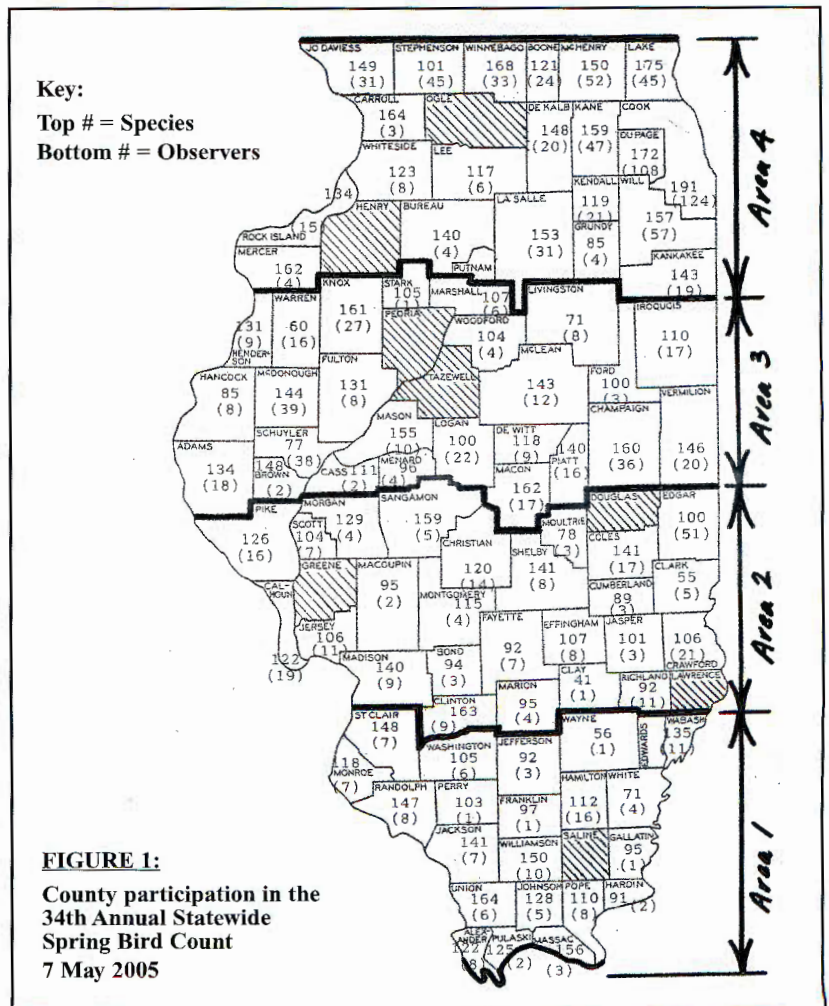 Key:
Top # = Species
Bottom # = Observers
JO DAVIESS
149
(31)
STEPHENSON
101
(45)
WINNEBAGO
168
(33)
BOONE
121
(24)
MCHENRY
150
(52)
LAKE
175
(45)
CARROLL
164
(3)
OGLE
DE KALB
148
(20)
KANE
159
(47)
COOK
191
(124)
DU PAGE
172
(108)
WHITESIDE
123
(8)
LEE
117
(6)
KENDALL
119
(21)
WILL
157
(57)
LA SALLE
153
(31)
GRUNDY
85
(4)
134
(15)
ROCK ISLAND
HENRY
BUREAU
140
(4)
PUTNAM
KANKAKEE
143
(19)
MERCER
162
(4)
Area 4
KNOX
161
(27)
STARK
105
(1)
MARSHALL
107
(6)
LIVINGSTON
71
(8)
IROQUOIS
110
(17)
WARREN
60
(16)
131
(9)
HENDER-
SON
PEORIA
WOODFORD
104
(4)
MCLEAN
143
(12)
FORD
100
(3)
HANCOCK
85
(8)
MCDONOUGH
144
(39)
FULTON
131
(8)
TAZEWELL
VERMILION
146
(20)
CHAMPAIGN
160
(36)
MASON
155
(10)
LOGAN
100
(22)
DE WITT
118
(9)
140
PIATT
(16)
ADAMS
134
(18)
SCHUYLER
77
(38)
148
BROWN
(2)
CASS
111
(2)
MENARD
96
(4)
MACON
162
(17)
Area 3
PIKE
126
(16)
MORGAN
129
(4)
SCOTT
104
(7)
SANGAMON
159
(5)
CHRISTIAN
120
(14)
MOULTRIE
78
(3)
DOUGLAS
EDGAR
100
(51)
COLES
141
(17)
SHELBY
141
(8)
GREENE
MACOUPIN
95
(2)
MONTGOMERY
115
(4)
CUMBERLAND
89
(3)
CLARK
55
(5)
CAL-
HOUN
122
(19)
JERSEY
106
(11)
FAYETTE
92
(7)
EFFINGHAM
107
(8)
JASPER
101
(3)
106
(21)
CRAWFORD
MADISON
140
(9)
BOND
94
(3)
CLAY
41
(1)
RICHLAND
92
(11)
LAWRENCE
CLINTON
163
(9)
MARION
95
(4)
Area 2
ST CLAIR
148
(7)
WASHINGTON
105
(6)
JEFFERSON
92
(3)
WAYNE
56
(1)
EDWARDS
WABASH
135
(11)
118
MONROE
(7)
RANDOLPH
147
(8)
PERRY
103
(1)
FRANKLIN
97
(1)
HAMILTON
112
(16)
WHITE
71
(4)
JACKSON
141
(7)
WILLIAMSON
150
(10)
SALINE
GALLATIN
95
(1)
UNION
164
(6)
JOHNSON
128
(5)
POPE
110
(8)
HARDIN
91
(2)
ALEX-
ANDER
122
(8)
PULASKI
125
(2)
MASSAC
156
(3)
Area 1
FIGURE 1:
County participation in the
34th Annual Statewide
Spring Bird Count
7 May 2005